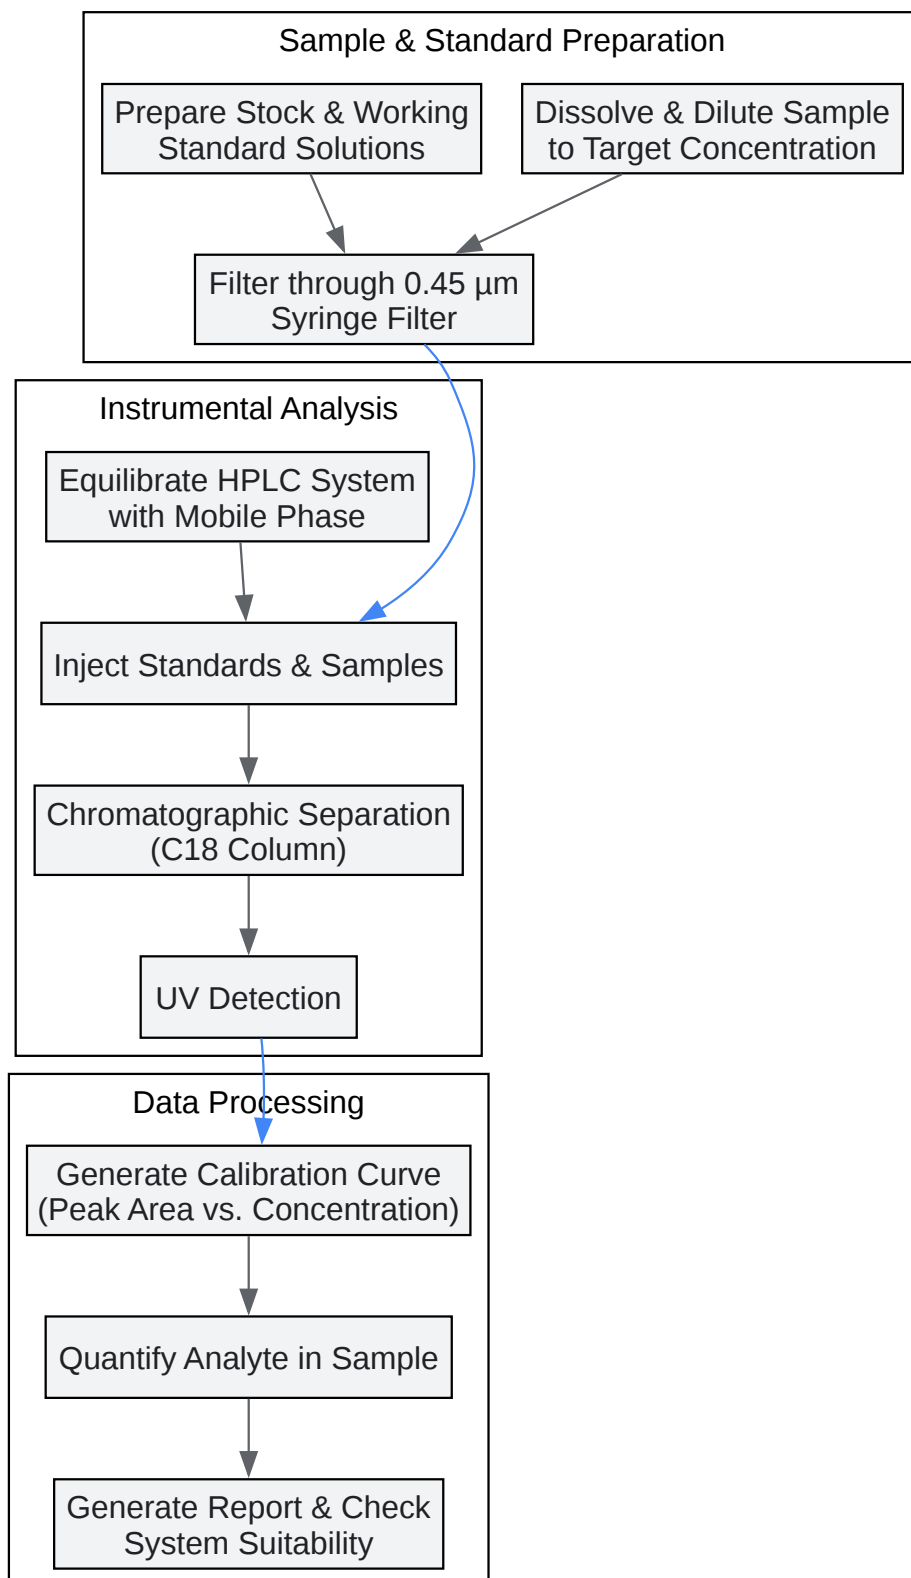 Sample & Standard Preparation
Prepare Stock & Working
Standard Solutions
Dissolve & Dilute Sample
to Target Concentration
Filter through 0.45 µm
Syringe Filter
Instrumental Analysis
Equilibrate HPLC System
with Mobile Phase
Inject Standards & Samples
Chromatographic Separation
(C18 Column)
UV Detection
Data Processing
Generate Calibration Curve
(Peak Area vs. Concentration)
Quantify Analyte in Sample
Generate Report & Check
System Suitability